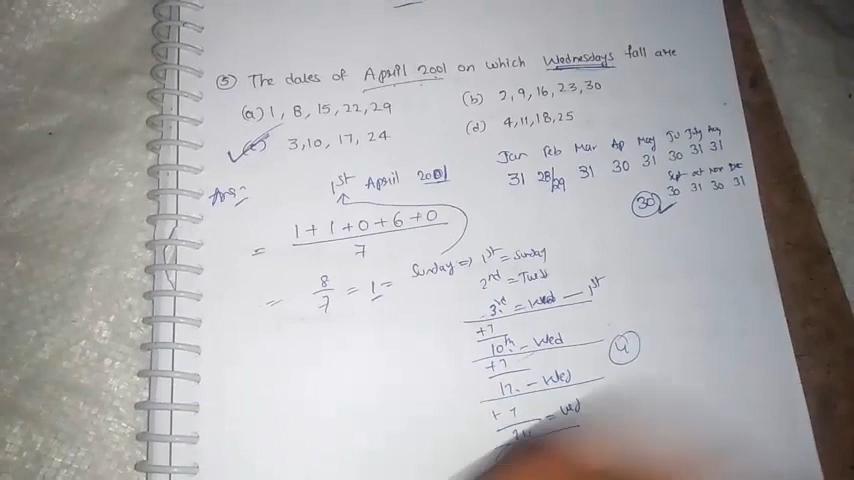 ⑤ The dates of April 2001 on which Wednesdays fall are
(a) 1, 8, 15, 22, 29
(b) 2, 9, 16, 23, 30
(c) 3, 10, 17, 24
(d) 4, 11, 18, 25
Jan Feb Mar Ap May Ju July Aug
31 28/29 31 30 31 30 31 31
Sept oct Nov Dec
30 31 30 31
30
Ans:-
1st April 2001
= 1 + 1 + 0 + 6 + 0
7
= 8/7 = 1 =
Sunday => 1st = Sunday
2nd = Tuest
3rd = Wed — 1st
+7
10th - Wed
+7
17 - Wed
+7
= Wed
24
4